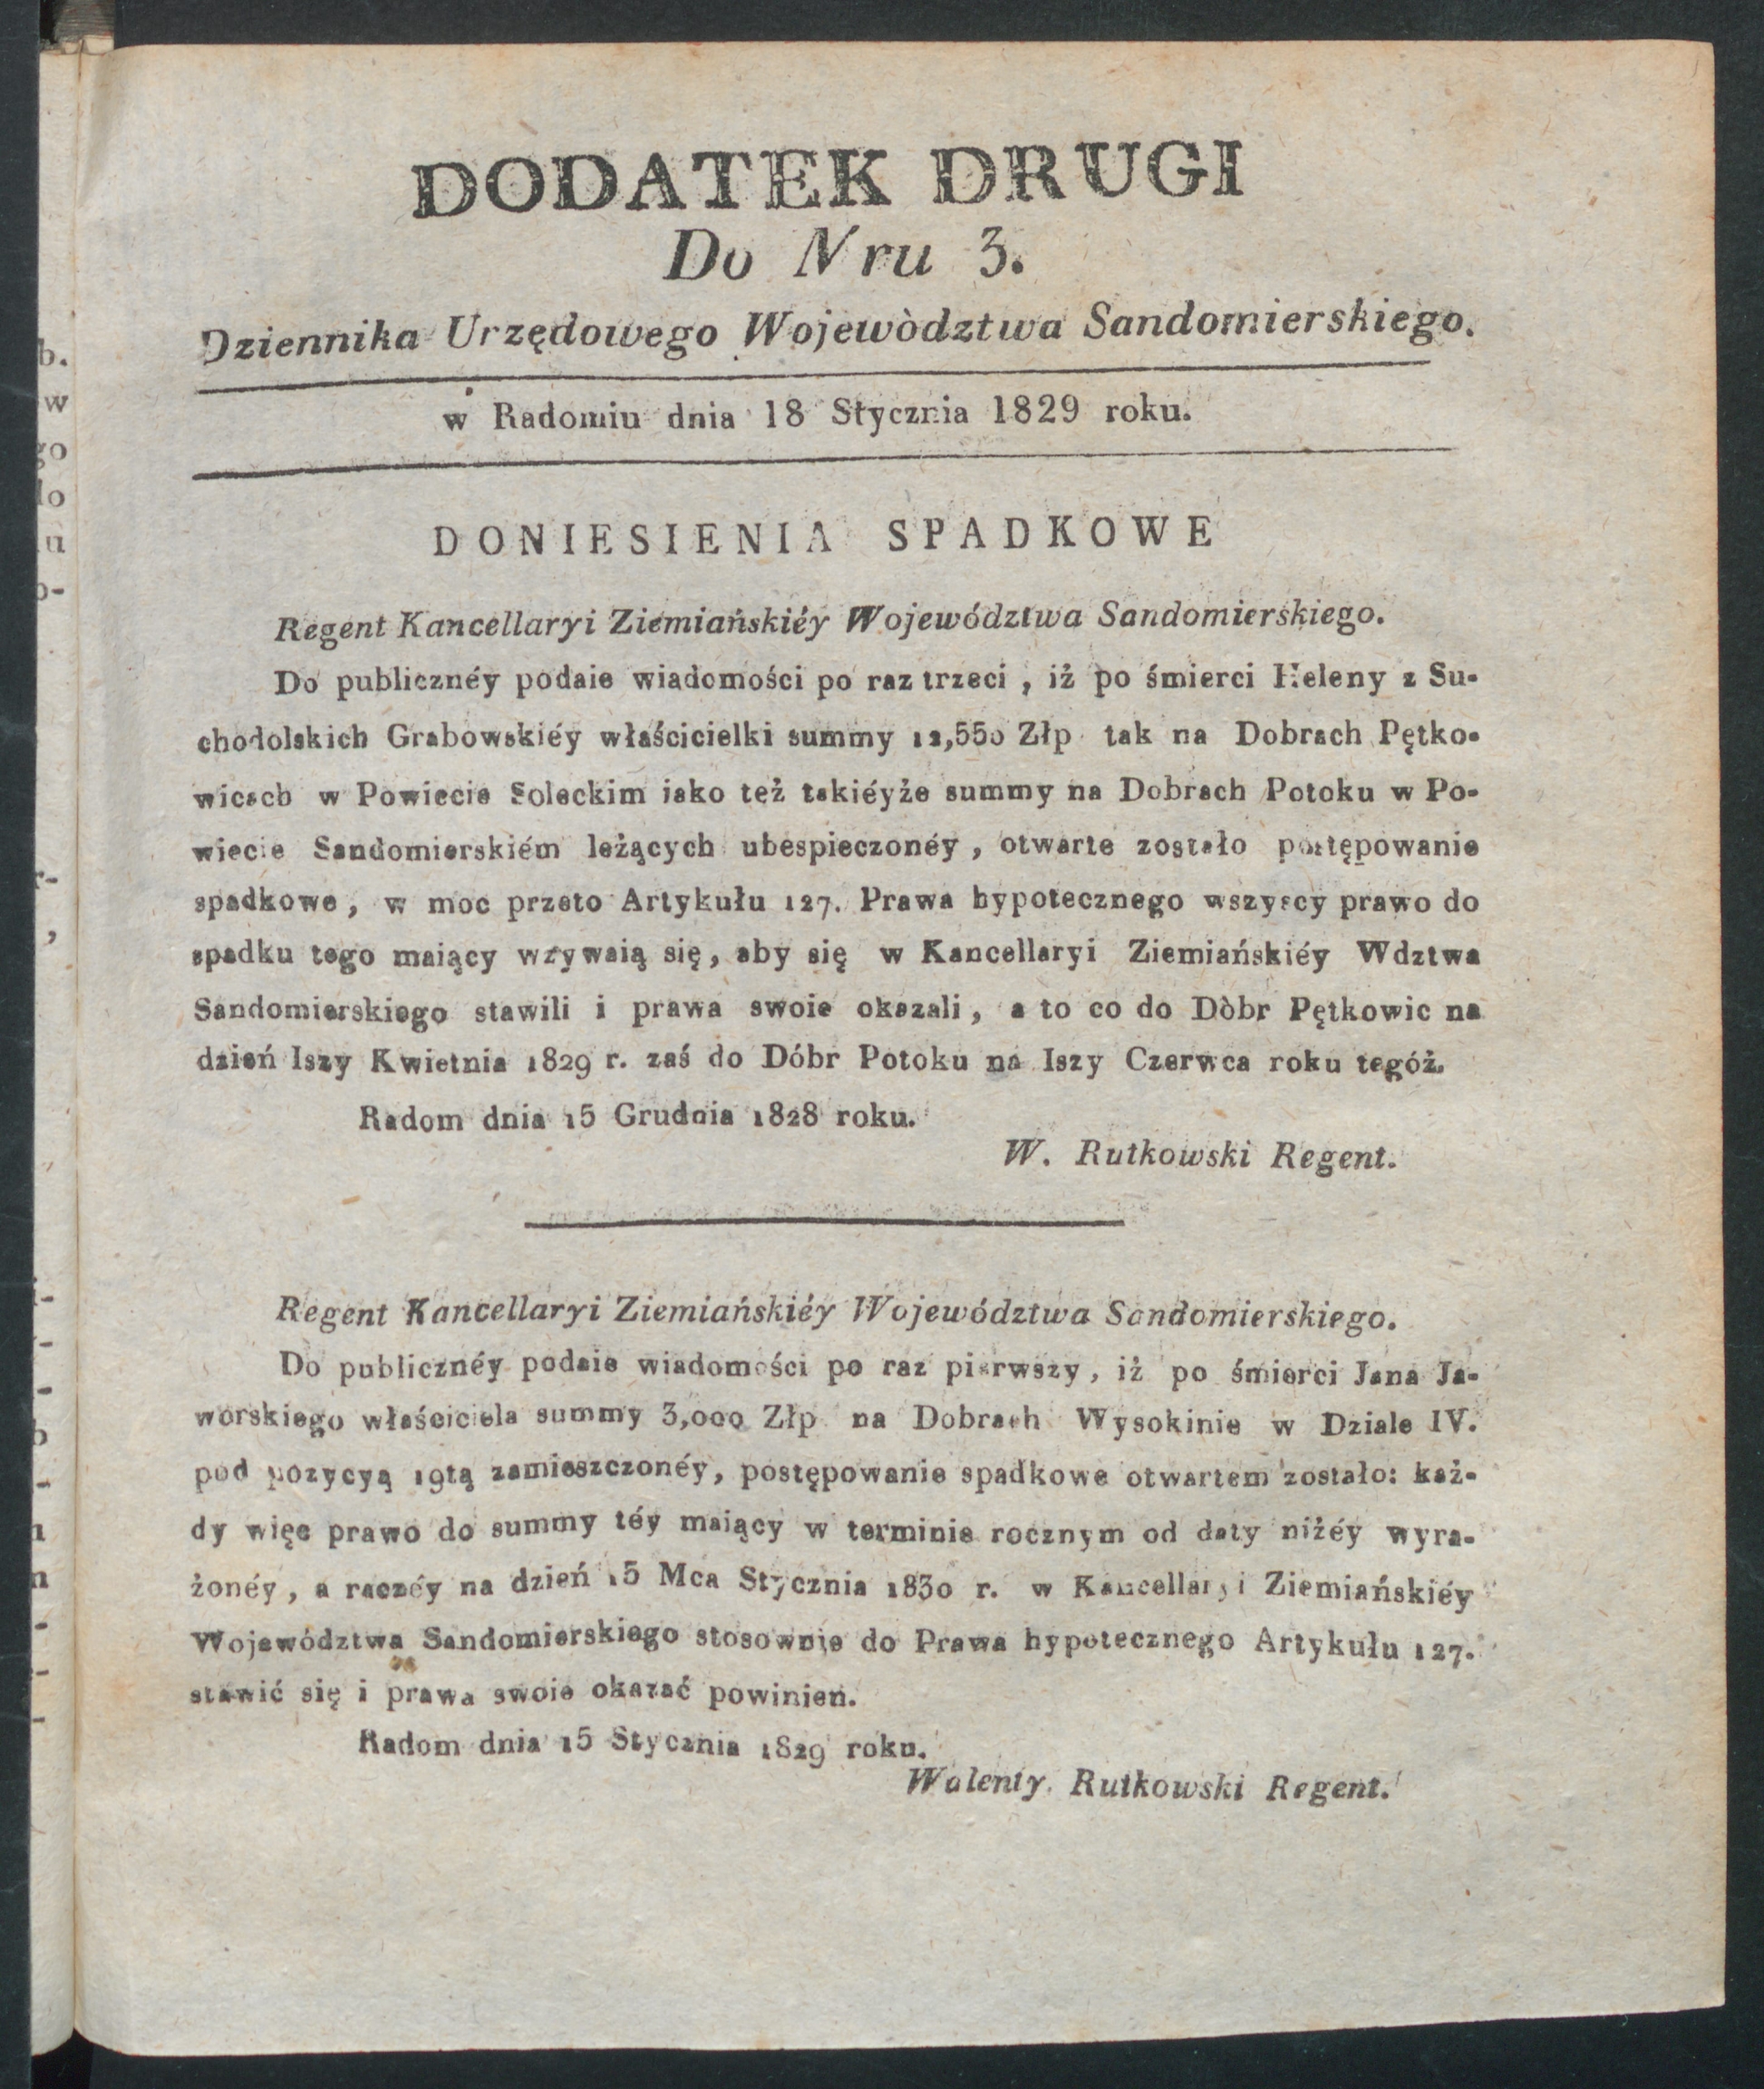 DODATEK DRUGI
Do Nru 3.
Dziennika Urzędowego Wojewòdztwa Sandomierskiego.
w Radomiu dnia 18 Stycznia 1829 roku.
DONIESIENIA SPADKOWE
Regent Kancellaryi Ziemiańskiéy Województwa Sandomierskiego.
Do publicznéy podaie wiadomości po raz trzeci, iż po śmierci Heleny z Su-
chodolskich Grabowskiéy właścicielki summy 12,550 Złp tak na Dobrach Pętko-
wicach w Powiecie Soleckim iako też takiéyże summy na Dobrach Potoku w Po-
wiecie Sandomierskiém leżących ubespieczonéy, otwarte zostało postępowanie
spadkowe, w moc przeto Artykułu 127. Prawa hypotecznego wszyscy prawo do
spadku tego maiący wzywaią się, aby się w Kancellaryi Ziemiańskiéy Wdztwa
Sandomierskiego stawili i prawa swoie okazali, a to co do Dòbr Pętkowic na
dzień Iszy Kwietnia 1829 r. zaś do Dóbr Potoku na Iszy Czerwca roku tegóż.
Radom dnia 15 Grudnia 1828 roku.
W. Rutkowski Regent.
Regent Kancellaryi Ziemiańskiéy Województwa Sandomierskiego.
Do publicznéy podaie wiadomości po raz pierwszy, iż po śmierci Jana Ja-
worskiego właściciela summy 3,000 Złp na Dobrach Wysokinie w Dziale IV.
pod pozycyą 19tą zamieszczonéy, postępowanie spadkowe otwartem zostało: każ-
dy więc prawo do summy téy maiący w terminie rocznym od daty niżéy wyra-
żonéy, a raczéy na dzień 15 Mca Stycznia 1830 r. w Kancellaryi Ziemiańskiéy
Województwa Sandomierskiego stosownie do Prawa hypotecznego Artykułu 127.
stawić się i prawa swoie okazać powinien.
Radom dnia 15 Stycznia 1829 roku.
Walenty Rutkowski Regent.